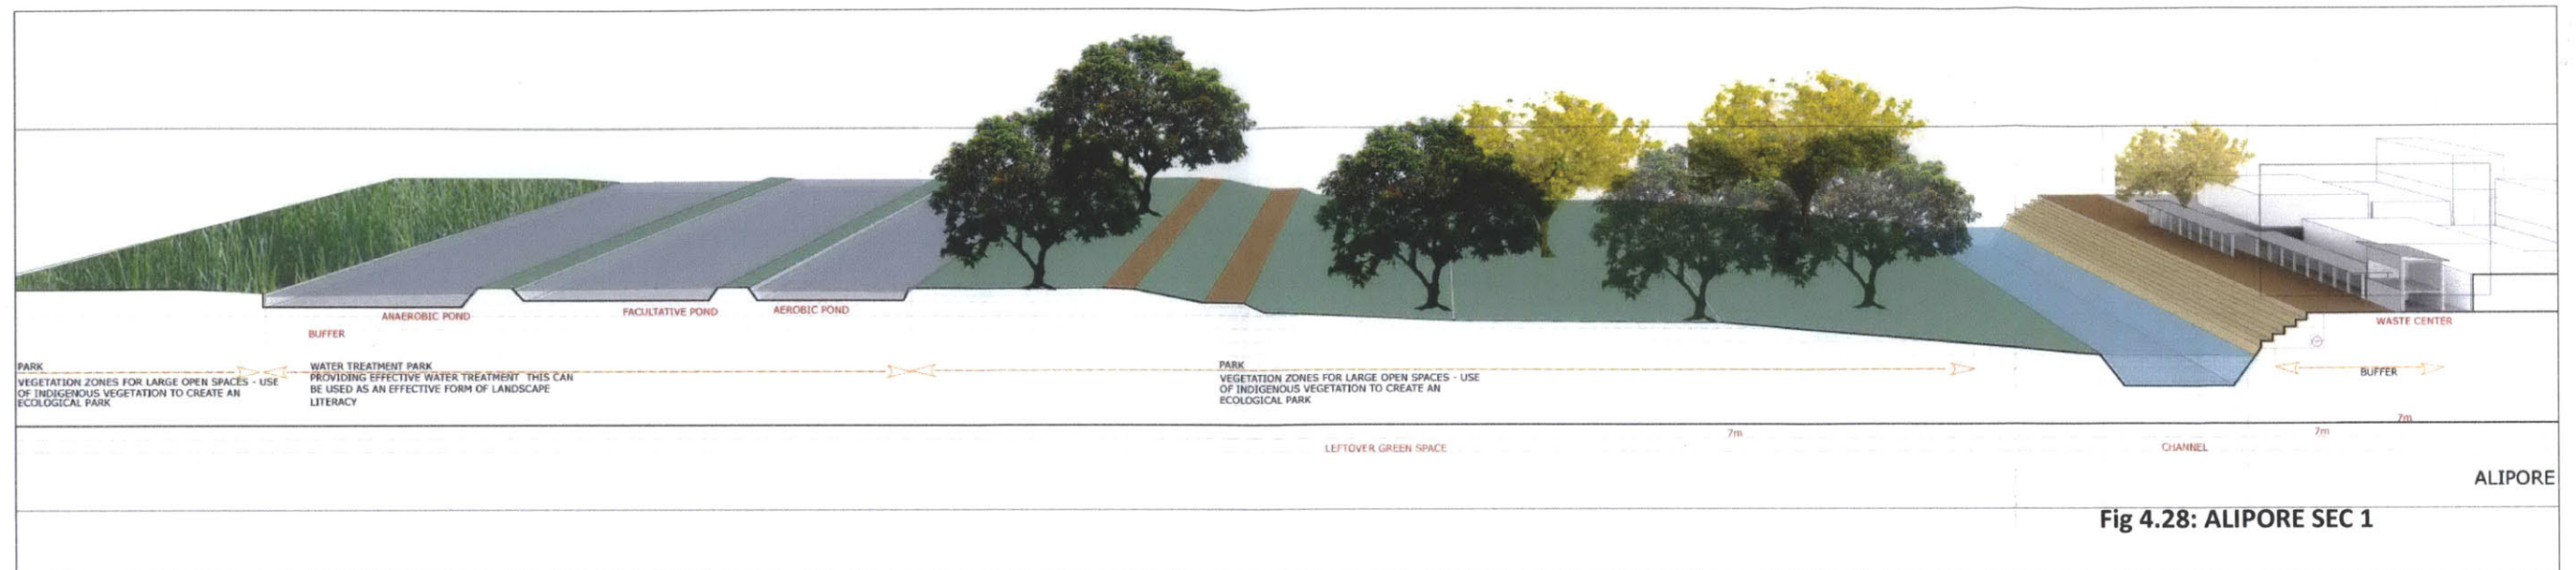 ANAEROBIC POND
FACULTATIVE POND
AEROBIC POND
WASTE CENTER
BUFFER
PARK
VEGETATION ZONES FOR LARGE OPEN SPACES - USE
OF INDIGENOUS VEGETATION TO CREATE AN
ECOLOGICAL PARK
WATER TREATMENT PARK
PROVIDING EFFECTIVE WATER TREATMENT THIS CAN
BE USED AS AN EFFECTIVE FORM OF LANDSCAPE
LITERACY
PARK
VEGETATION ZONES FOR LARGE OPEN SPACES - USE
OF INDIGENOUS VEGETATION TO CREATE AN
ECOLOGICAL PARK
BUFFER
7m
7m
7m
LEFTOVER GREEN SPACE
CHANNEL
ALIPORE
Fig 4.28: ALIPORE SEC 1